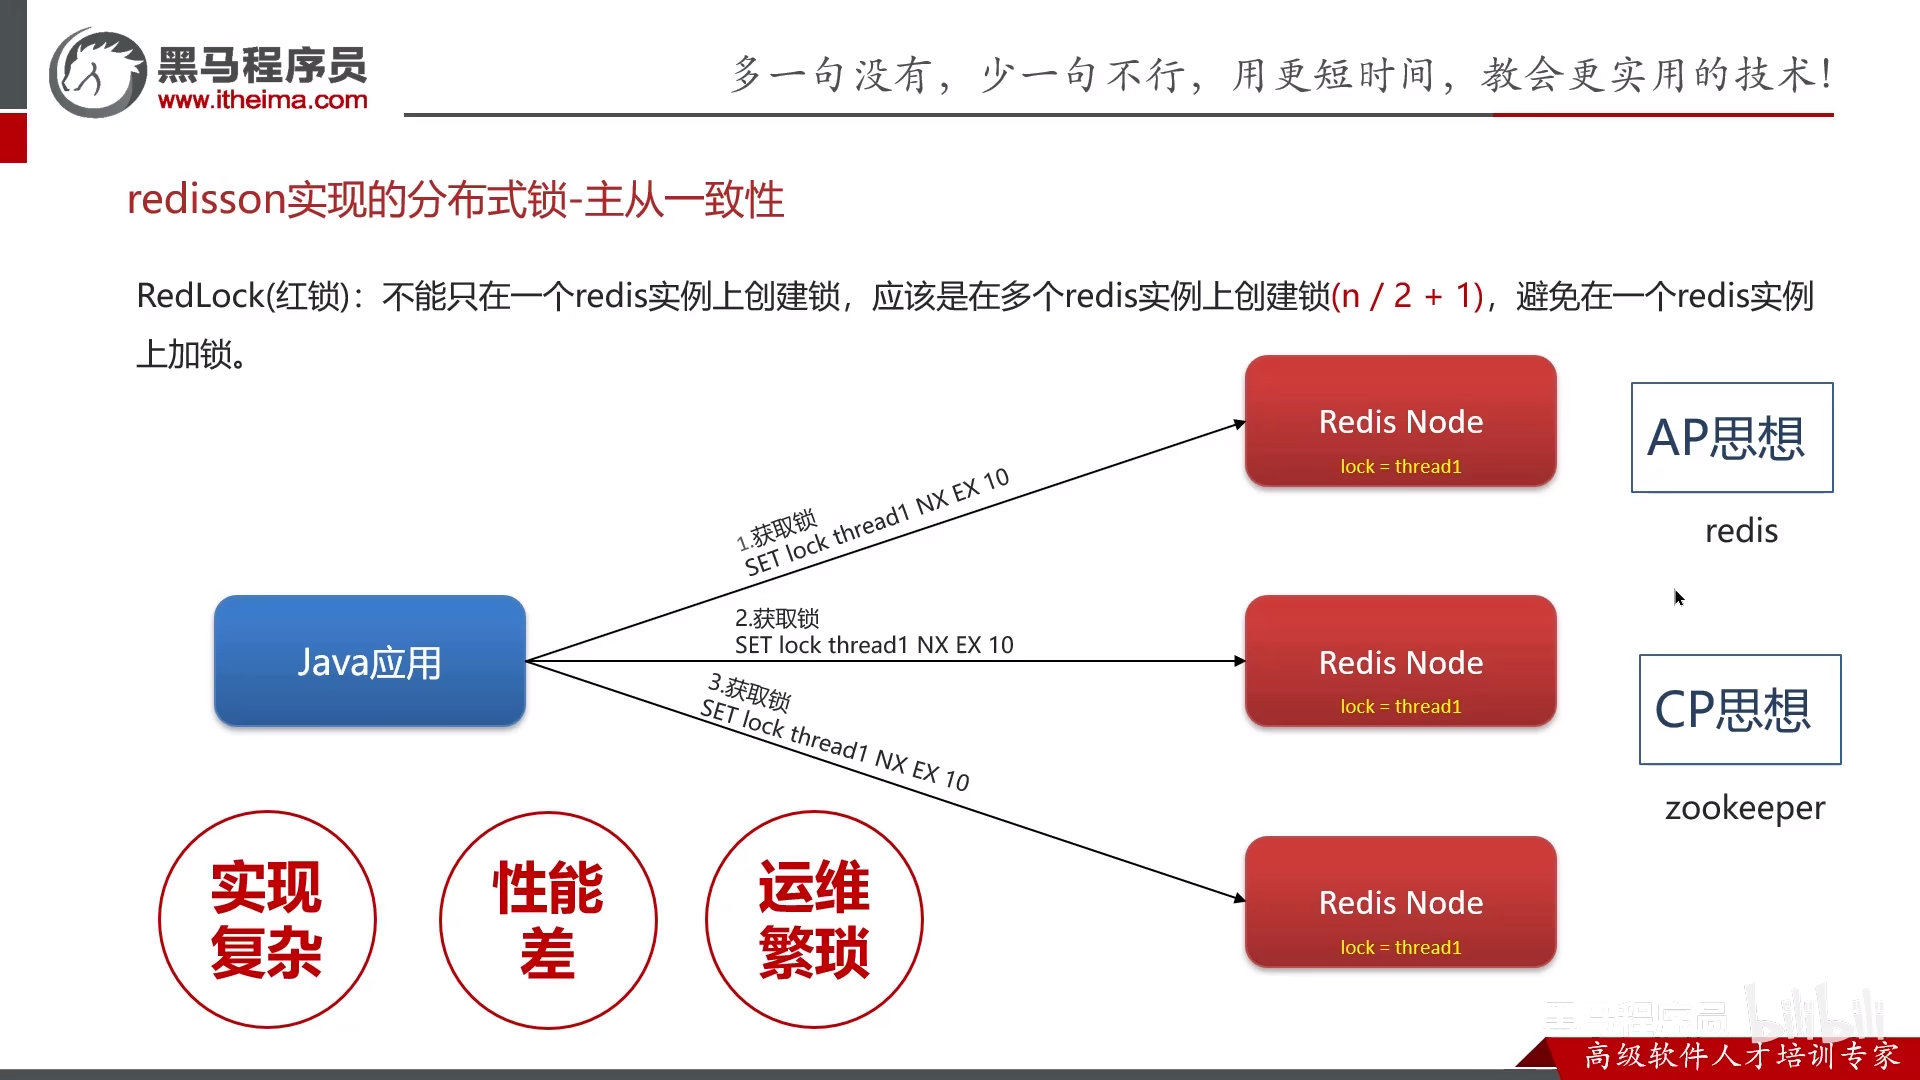 黑马程序员
www.itheima.com
多一句没有，少一句不行，用更短时间，教会更实用的技术！
redisson实现的分布式锁-主从一致性
RedLock(红锁)：不能只在一个redis实例上创建锁，应该是在多个redis实例上创建锁(n / 2 + 1)，避免在一个redis实例
上加锁。
Redis Node
lock = thread1
AP思想
redis
1.获取锁
SET lock thread1 NX EX 10
Java应用
2.获取锁
SET lock thread1 NX EX 10
Redis Node
lock = thread1
CP思想
zookeeper
3.获取锁
SET lock thread1 NX EX 10
Redis Node
lock = thread1
实现
复杂
性能
差
运维
繁琐
黑马程序员 bilibili
高级软件人才培训专家